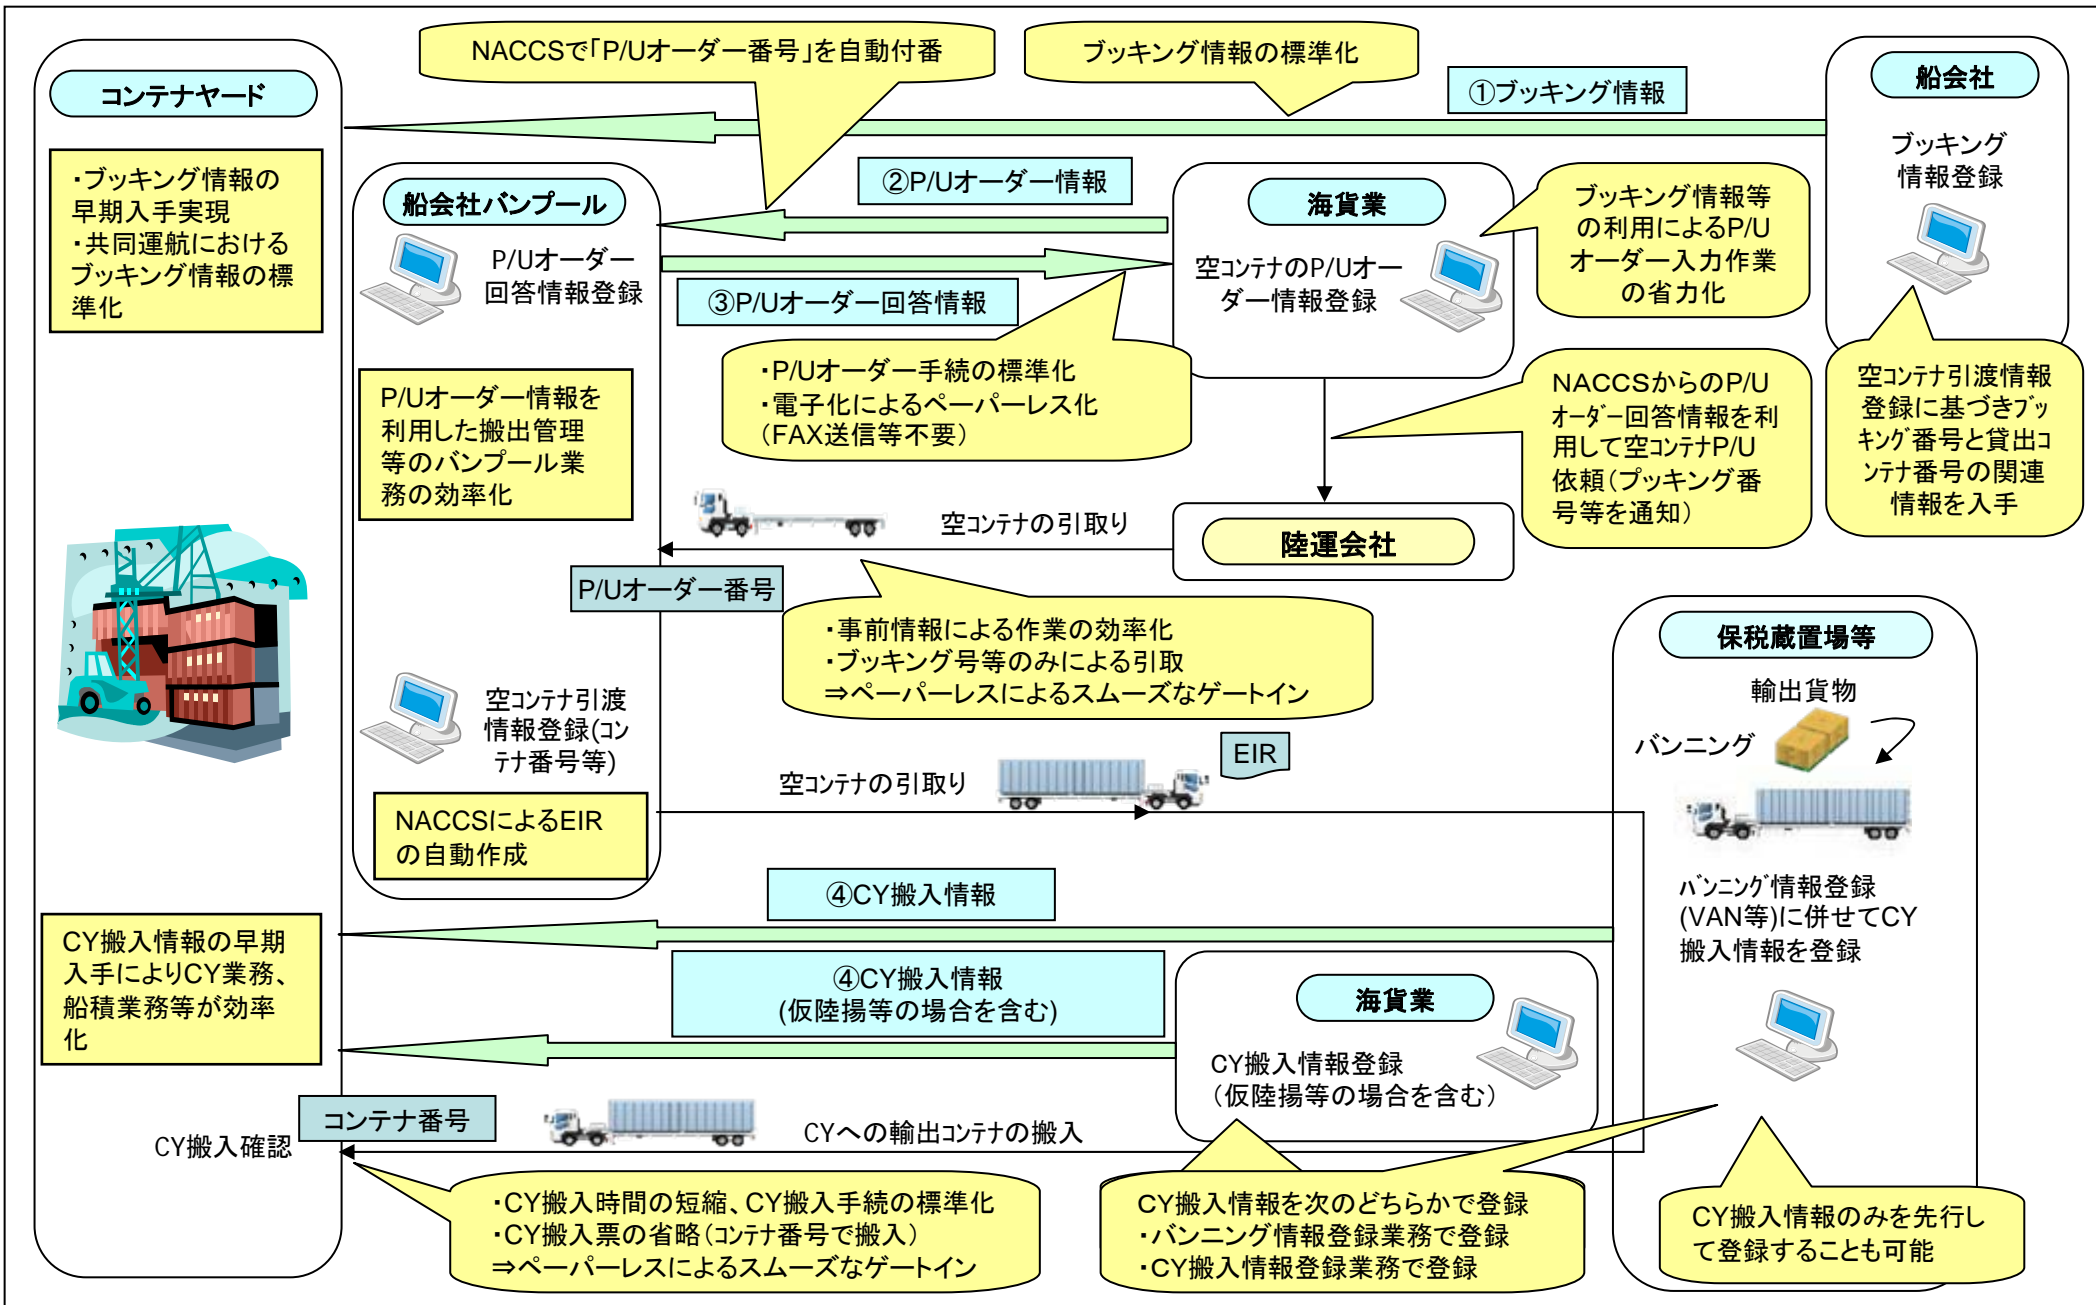 NACCSで「P/Uオーダー番号」を自動付番
ブッキング情報の標準化
コンテナヤード
①ブッキング情報
船会社
ブッキング
情報登録
・ブッキング情報の
早期入手実現
・共同運航における
ブッキング情報の標
準化
船会社バンプール
P/Uオーダー
回答情報登録
②P/Uオーダー情報
③P/Uオーダー回答情報
海貨業
空コンテナのP/Uオー
ダー情報登録
ブッキング情報等
の利用によるP/U
オーダー入力作業
の省力化
・P/Uオーダー手続の標準化
・電子化によるペーパーレス化
(FAX送信等不要)
NACCSからのP/U
オーダー回答情報を利
用して空コンテナP/U
依頼(ブッキング番
号等を通知)
空コンテナ引渡情報
登録に基づきブッ
キング番号と貸出コ
ンテナ番号の関連
情報を入手
P/Uオーダー情報を
利用した搬出管理
等のバンプール業
務の効率化
空コンテナの引取り
陸運会社
P/Uオーダー番号
・事前情報による作業の効率化
・ブッキング号等のみによる引取
⇒ペーパーレスによるスムーズなゲートイン
保税蔵置場等
輸出貨物
バンニング
空コンテナ引渡
情報登録(コン
テナ番号等)
空コンテナの引取り
EIR
NACCSによるEIR
の自動作成
バンニング情報登録
(VAN等)に併せてCY
搬入情報を登録
④CY搬入情報
CY搬入情報の早期
入手によりCY業務、
船積業務等が効率
化
④CY搬入情報
(仮陸揚等の場合を含む)
海貨業
CY搬入情報登録
(仮陸揚等の場合を含む)
コンテナ番号
CY搬入確認
CYへの輸出コンテナの搬入
・CY搬入時間の短縮、CY搬入手続の標準化
・CY搬入票の省略(コンテナ番号で搬入)
⇒ペーパーレスによるスムーズなゲートイン
CY搬入情報を次のどちらかで登録
・バンニング情報登録業務で登録
・CY搬入情報登録業務で登録
CY搬入情報のみを先行し
て登録することも可能